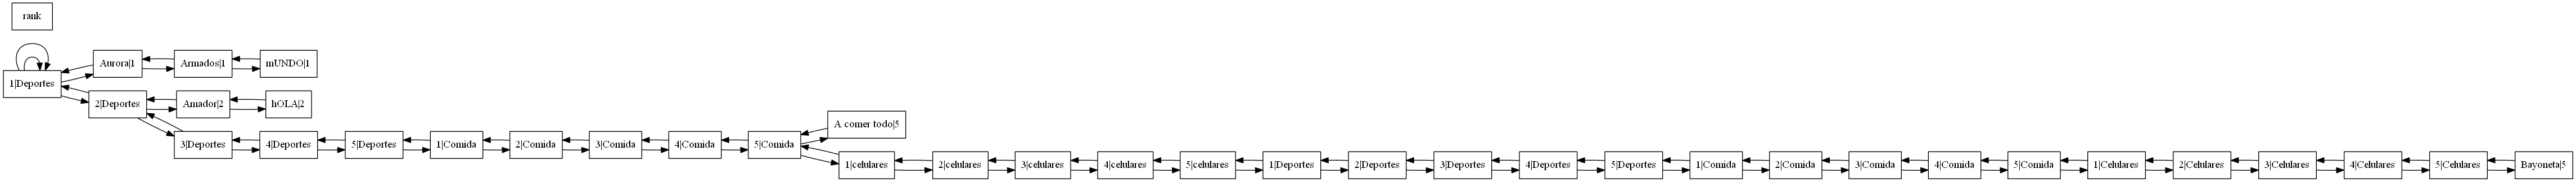 rank
1|Deportes
Aurora|1
Armados|1
mUNDO|1
2|Deportes
Amador|2
hOLA|2
3|Deportes
4|Deportes
5|Deportes
1|Comida
2|Comida
3|Comida
4|Comida
5|Comida
A comer todo|5
1|celulares
2|celulares
3|celulares
4|celulares
5|celulares
1|Deportes
2|Deportes
3|Deportes
4|Deportes
5|Deportes
1|Comida
2|Comida
3|Comida
4|Comida
5|Comida
1|Celulares
2|Celulares
3|Celulares
4|Celulares
5|Celulares
Bayoneta|5